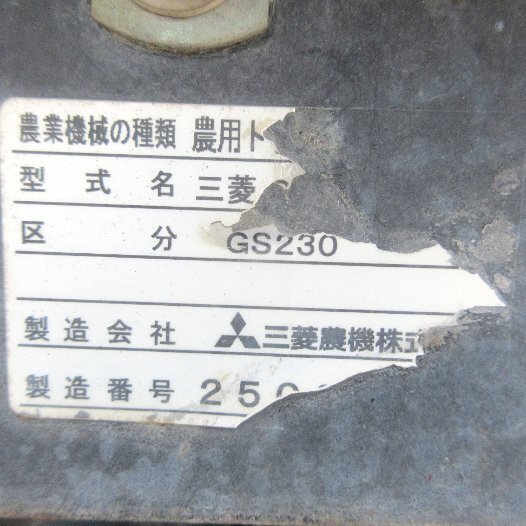 農業機械の種類 農用ト
型式名 三菱
区分 GS230
製造会社 三菱農機株式
製造番号 250